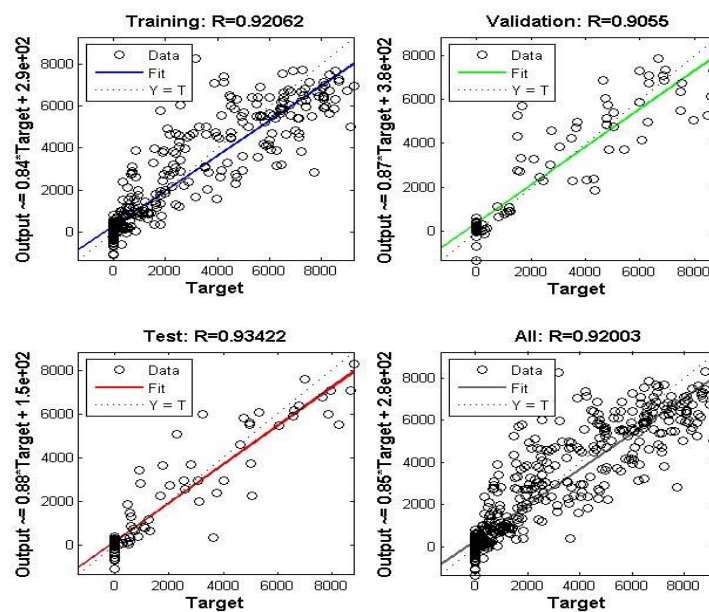 Training: R=0.92062
Output ~= 0.84*Target + 2.9e+02
8000
6000
4000
2000
0
Data
Fit
Y = T
0 2000 4000 6000 8000
Target
Validation: R=0.9055
Output ~= 0.87*Target + 3.8e+02
8000
6000
4000
2000
0
Data
Fit
Y = T
0 2000 4000 6000 8000
Target
Test: R=0.93422
Output ~= 0.88*Target + 1.5e+02
8000
6000
4000
2000
0
Data
Fit
Y = T
0 2000 4000 6000 8000
Target
All: R=0.92003
Output ~= 0.85*Target + 2.8e+02
8000
6000
4000
2000
0
Data
Fit
Y = T
0 2000 4000 6000 8000
Target